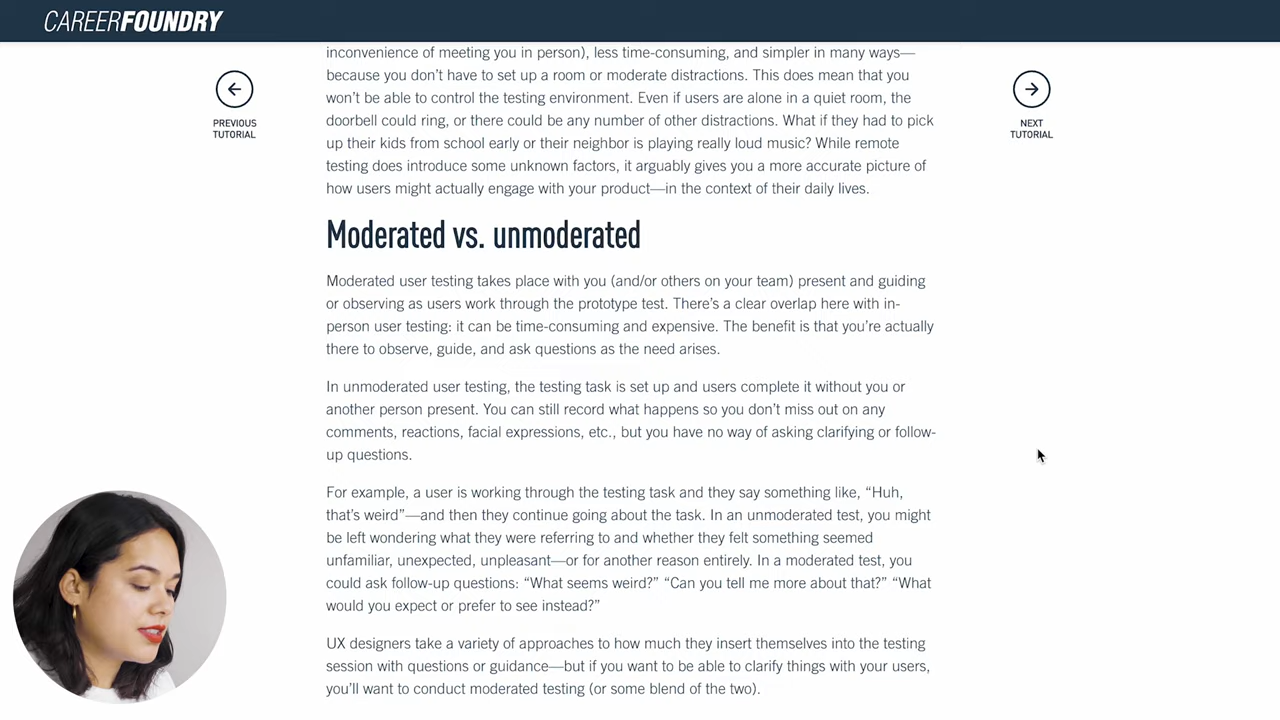 CAREERFOUNDRY
inconvenience of meeting you in person), less time-consuming, and simpler in many ways—
because you don’t have to set up a room or moderate distractions. This does mean that you
won’t be able to control the testing environment. Even if users are alone in a quiet room, the
doorbell could ring, or there could be any number of other distractions. What if they had to pick
up their kids from school early or their neighbor is playing really loud music? While remote
testing does introduce some unknown factors, it arguably gives you a more accurate picture of
how users might actually engage with your product—in the context of their daily lives.
PREVIOUS
TUTORIAL
NEXT
TUTORIAL
Moderated vs. unmoderated
Moderated user testing takes place with you (and/or others on your team) present and guiding
or observing as users work through the prototype test. There’s a clear overlap here with in-
person user testing: it can be time-consuming and expensive. The benefit is that you’re actually
there to observe, guide, and ask questions as the need arises.
In unmoderated user testing, the testing task is set up and users complete it without you or
another person present. You can still record what happens so you don’t miss out on any
comments, reactions, facial expressions, etc., but you have no way of asking clarifying or follow-
up questions.
For example, a user is working through the testing task and they say something like, “Huh,
that’s weird”—and then they continue going about the task. In an unmoderated test, you might
be left wondering what they were referring to and whether they felt something seemed
unfamiliar, unexpected, unpleasant—or for another reason entirely. In a moderated test, you
could ask follow-up questions: “What seems weird?” “Can you tell me more about that?” “What
would you expect or prefer to see instead?”
UX designers take a variety of approaches to how much they insert themselves into the testing
session with questions or guidance—but if you want to be able to clarify things with your users,
you’ll want to conduct moderated testing (or some blend of the two).